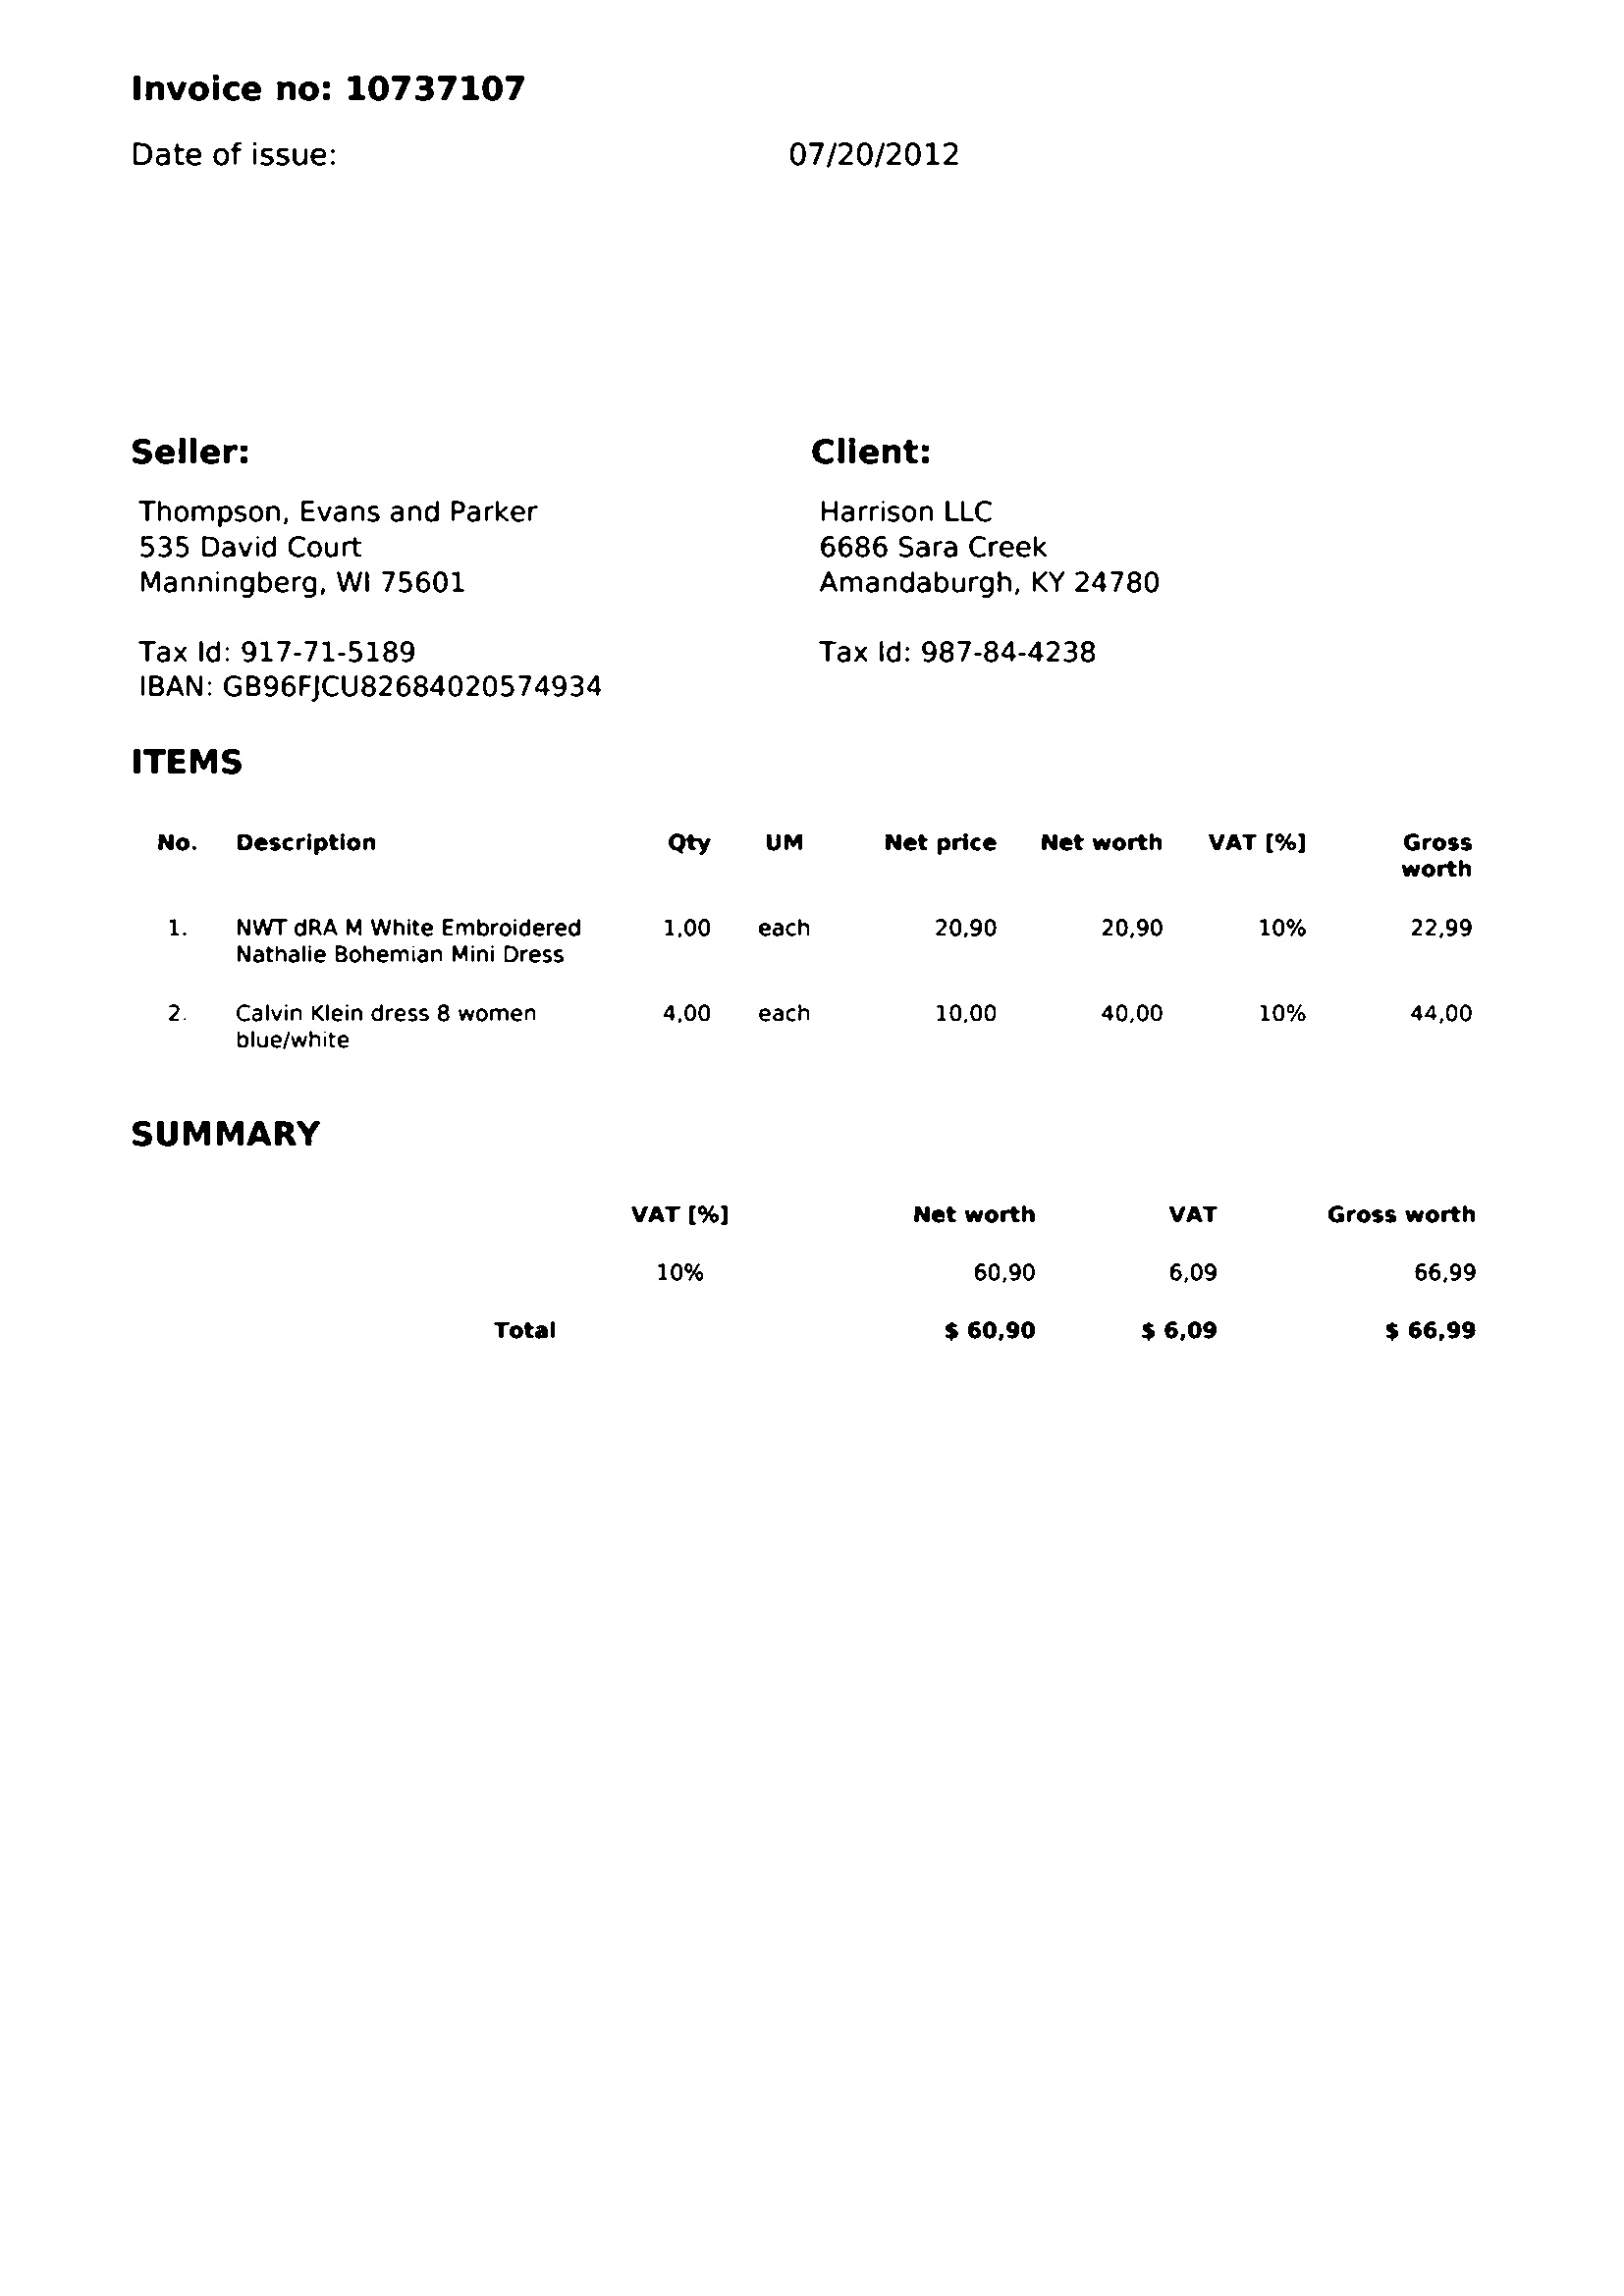 Invoice no: 10737107
Date of issue: 07/20/2012
Seller: Client:
Thompson, Evans and Parker Harrison LLC
535 David Court 6686 Sara Creek
Manningberg, WI 75601 Amandaburgh, KY 24780
Tax Id: 917-71-5189 Tax Id: 987-84-4238
IBAN: GB96FJCU82684020574934
ITEMS
No. Description Qty UM Net price Net worth VAT [%] Gross
worth
1. NWT dRA M White Embroidered 1,00 each 20,90 20,90 10% 22,99
Nathalie Bohemian Mini Dress
2. Calvin Klein dress 8 women 4,00 each 10,00 40,00 10% 44,00
blue/white
SUMMARY
VAT [%] Net worth VAT Gross worth
10% 60,90 6,09 66,99
Total $ 60,90 $ 6,09 $ 66,99